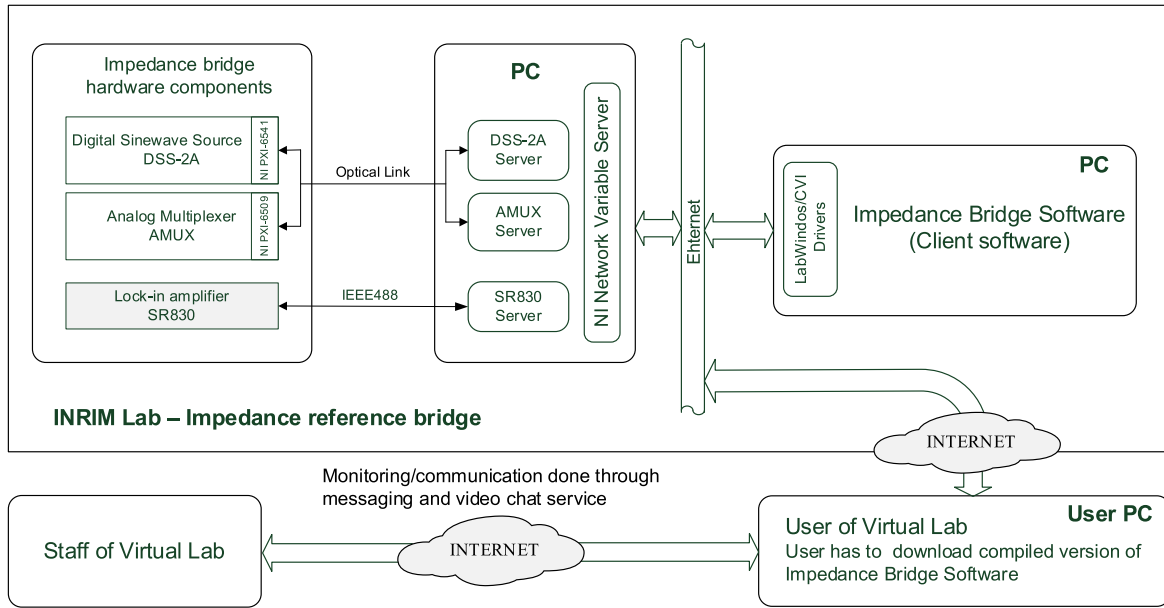 Impedance bridge
hardware components
Digital Sinewave Source
DSS-2A
NI PXI-6541
Analog Multiplexer
AMUX
NI PXI-6509
Lock-in amplifier
SR830
Optical Link
IEEE488
PC
DSS-2A
Server
AMUX
Server
SR830
Server
NI Network Variable Server
Ehternet
PC
LabWindos/CVI
Drivers
Impedance Bridge Software
(Client software)
INRIM Lab – Impedance reference bridge
INTERNET
Monitoring/communication done through
messaging and video chat service
Staff of Virtual Lab
INTERNET
User PC
User of Virtual Lab
User has to download compiled version of
Impedance Bridge Software